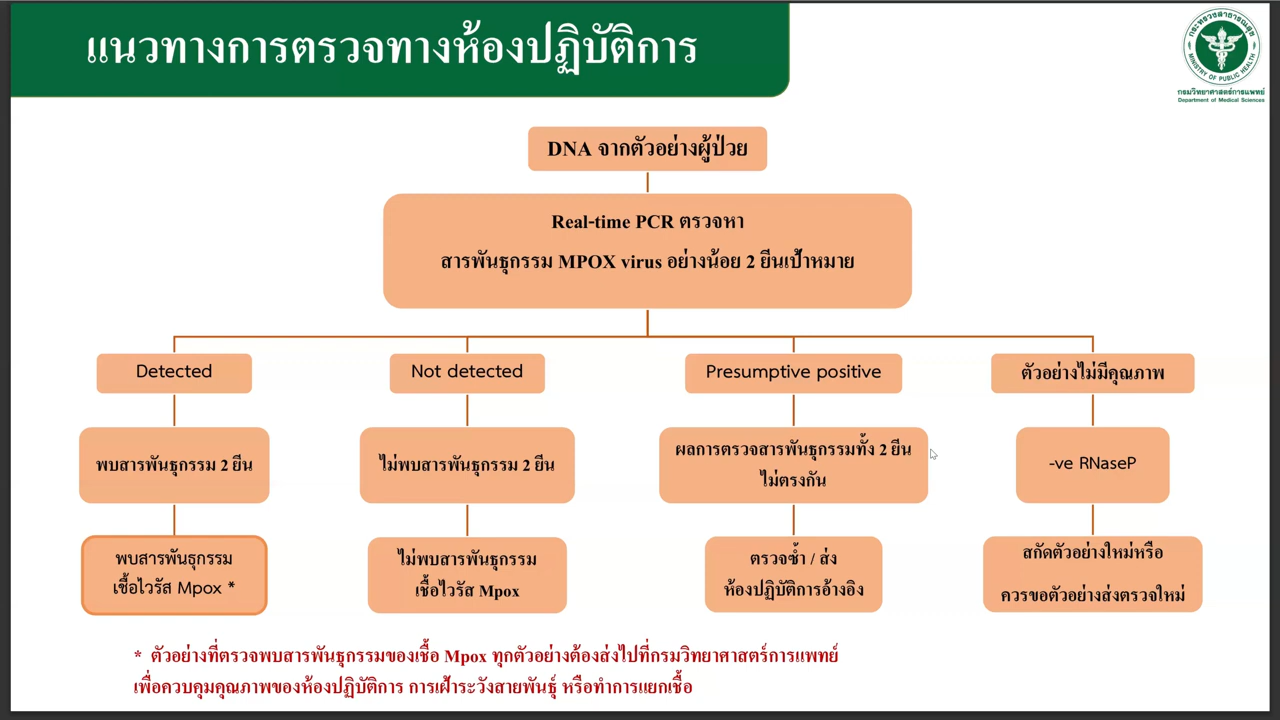 แนวทางการตรวจทางห้องปฏิบัติการ
กระทรวงสาธารณสุข
MINISTRY OF PUBLIC HEALTH
กรมวิทยาศาสตร์การแพทย์
Department of Medical Sciences
DNA จากตัวอย่างผู้ป่วย
Real-time PCR ตรวจหา
สารพันธุกรรม MPOX virus อย่างน้อย 2 ยีนเป้าหมาย
Detected
Not detected
Presumptive positive
ตัวอย่างไม่มีคุณภาพ
พบสารพันธุกรรม 2 ยีน
ไม่พบสารพันธุกรรม 2 ยีน
ผลการตรวจสารพันธุกรรมทั้ง 2 ยีน
ไม่ตรงกัน
-ve RNaseP
พบสารพันธุกรรม
เชื้อไวรัส Mpox *
ไม่พบสารพันธุกรรม
เชื้อไวรัส Mpox
ตรวจซ้ำ / ส่ง
ห้องปฏิบัติการอ้างอิง
สกัดตัวอย่างใหม่หรือ
ควรขอตัวอย่างส่งตรวจใหม่
* ตัวอย่างที่ตรวจพบสารพันธุกรรมของเชื้อ Mpox ทุกตัวอย่างต้องส่งไปที่กรมวิทยาศาสตร์การแพทย์
เพื่อควบคุมคุณภาพของห้องปฏิบัติการ การเฝ้าระวังสายพันธุ์ หรือทำการแยกเชื้อ